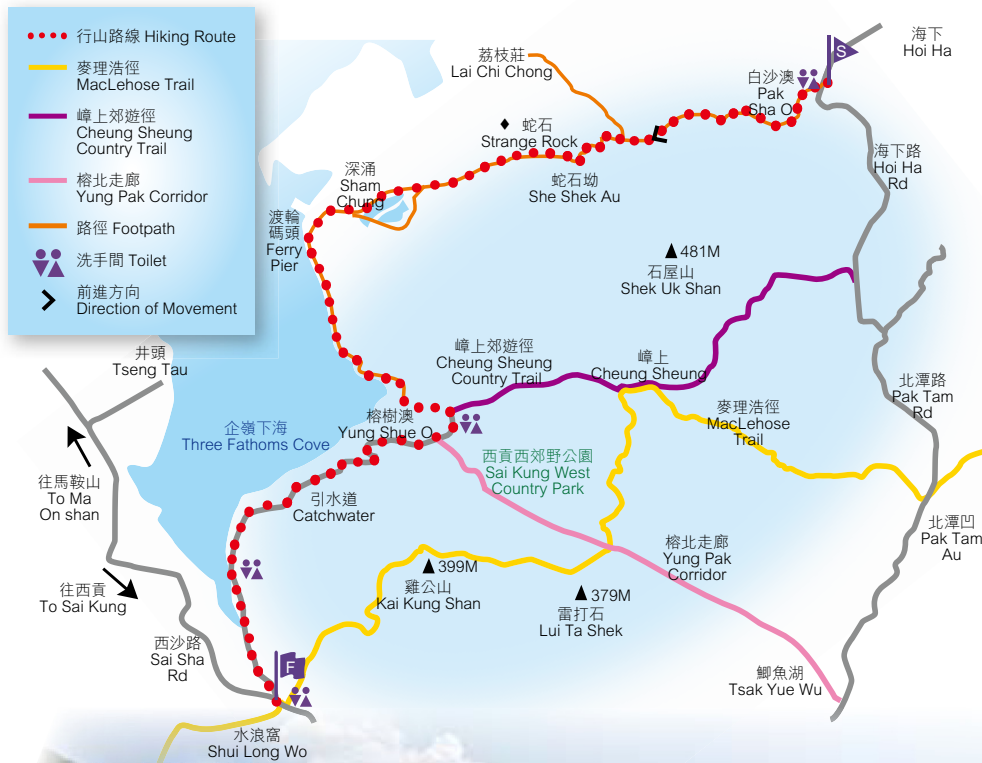 行山路線 Hiking Route
麥理浩徑
MacLehose Trail
嶂上郊遊徑
Cheung Sheung
Country Trail
榕北走廊
Yung Pak Corridor
路徑 Footpath
洗手間 Toilet
前進方向
Direction of Movement
海下
Hoi Ha
S
荔枝莊
Lai Chi Chong
白沙澳
Pak
Sha O
蛇石
Strange Rock
海下路
Hoi Ha
Rd
深涌
Sham
Chung
蛇石坳
She Shek Au
渡輪
碼頭
Ferry
Pier
481M
石屋山
Shek Uk Shan
井頭
Tseng Tau
嶂上郊遊徑
Cheung Sheung
Country Trail
嶂上
Cheung Sheung
北潭路
Pak Tam
Rd
麥理浩徑
MacLehose
Trail
企嶺下海
Three Fathoms Cove
榕樹澳
Yung Shue O
西貢西郊野公園
Sai Kung West
Country Park
往馬鞍山
To Ma
On shan
引水道
Catchwater
北潭凹
Pak Tam
Au
榕北走廊
Yung Pak
Corridor
399M
雞公山
Kai Kung Shan
379M
雷打石
Lui Ta Shek
往西貢
To Sai Kung
西沙路
Sai Sha
Rd
F
鯽魚湖
Tsak Yue Wu
水浪窩
Shui Long Wo